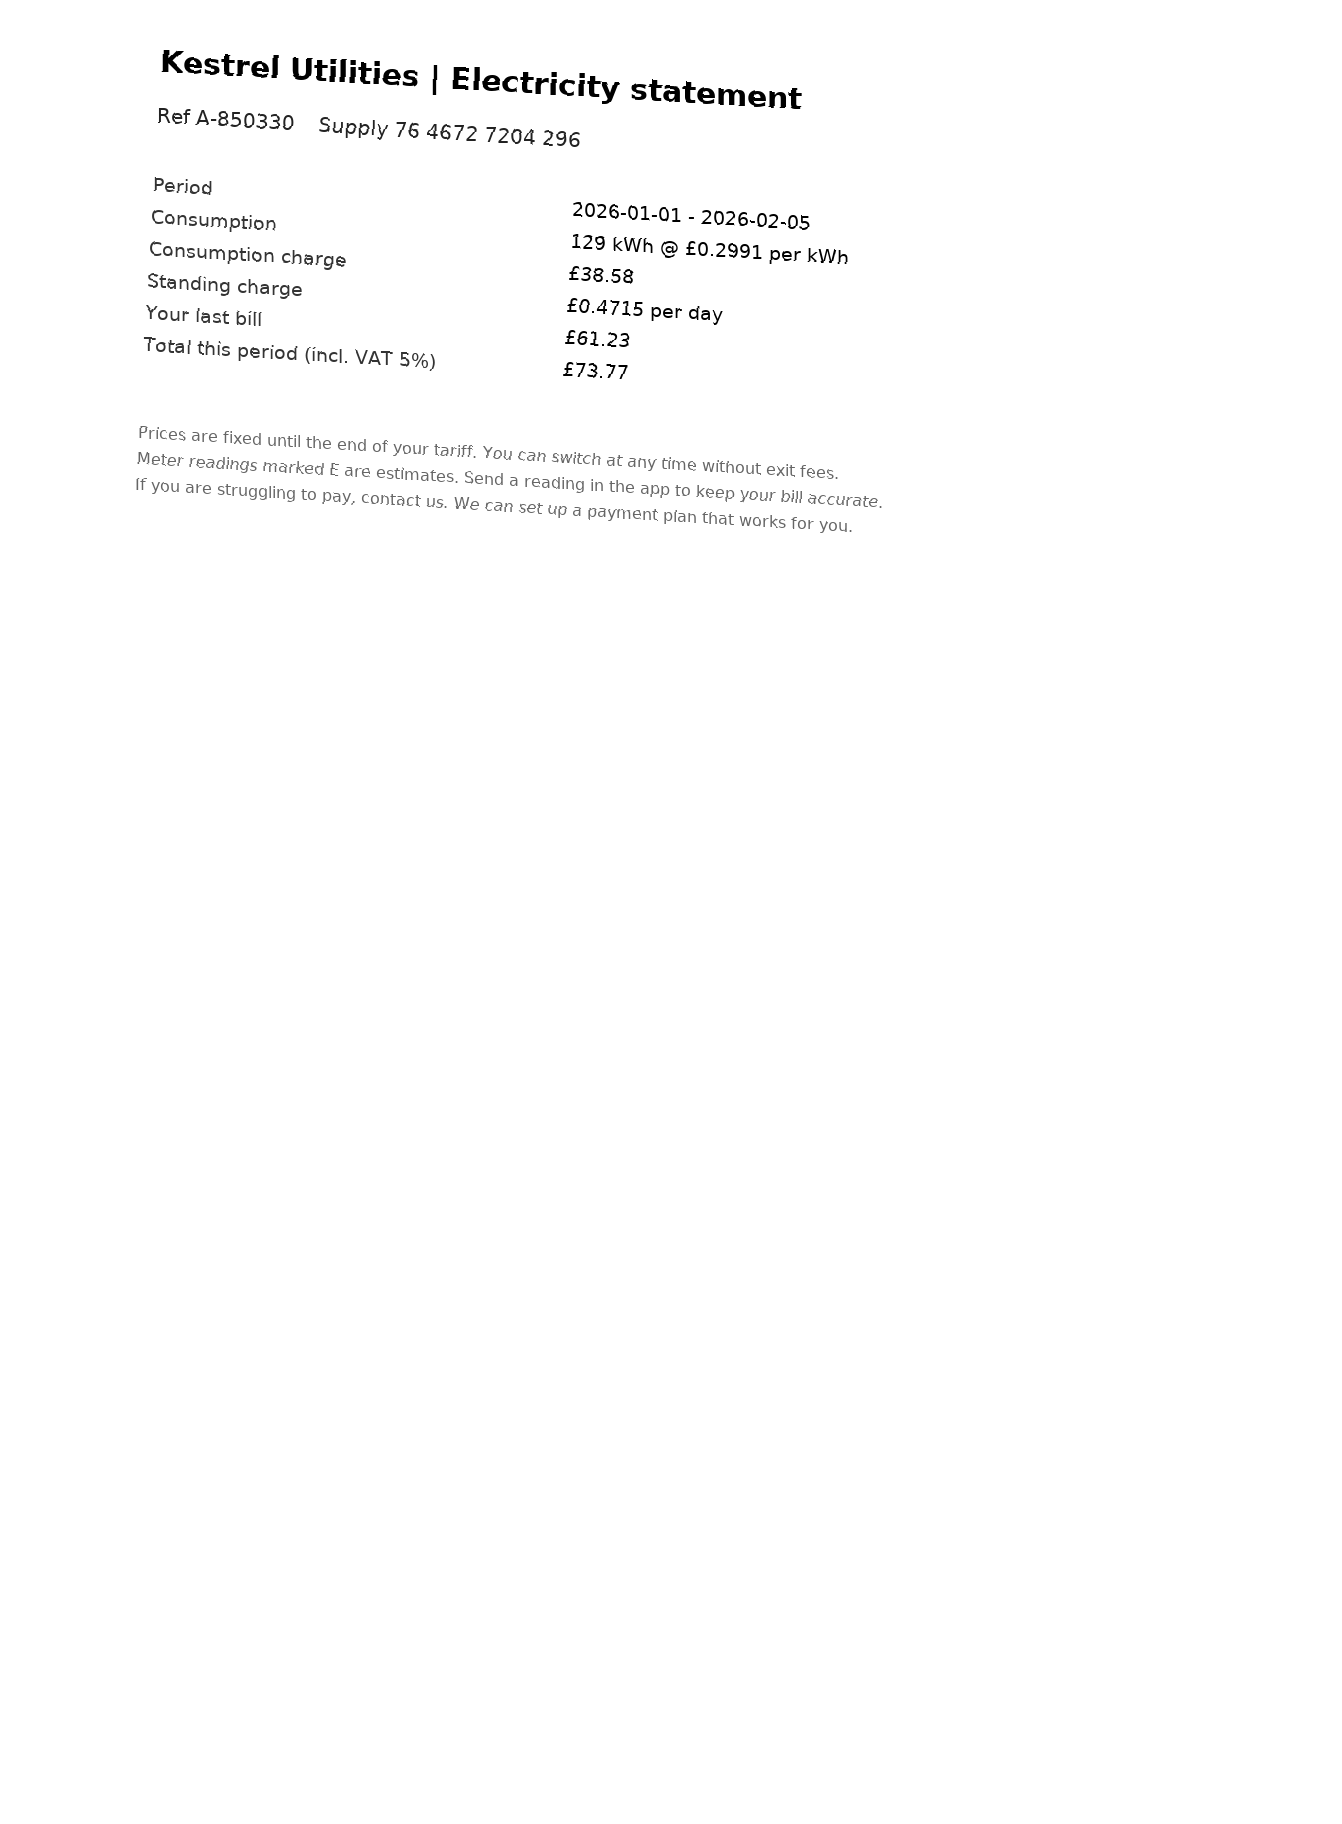 Kestrel Utilities | Electricity statement
Ref A-850330 Supply 76 4672 7204 296
Period 2026-01-01 - 2026-02-05
Consumption 129 kWh @ £0.2991 per kWh
Consumption charge £38.58
Standing charge £0.4715 per day
Your last bill £61.23
Total this period (incl. VAT 5%) £73.77
Prices are fixed until the end of your tariff. You can switch at any time without exit fees.
Meter readings marked E are estimates. Send a reading in the app to keep your bill accurate.
If you are struggling to pay, contact us. We can set up a payment plan that works for you.